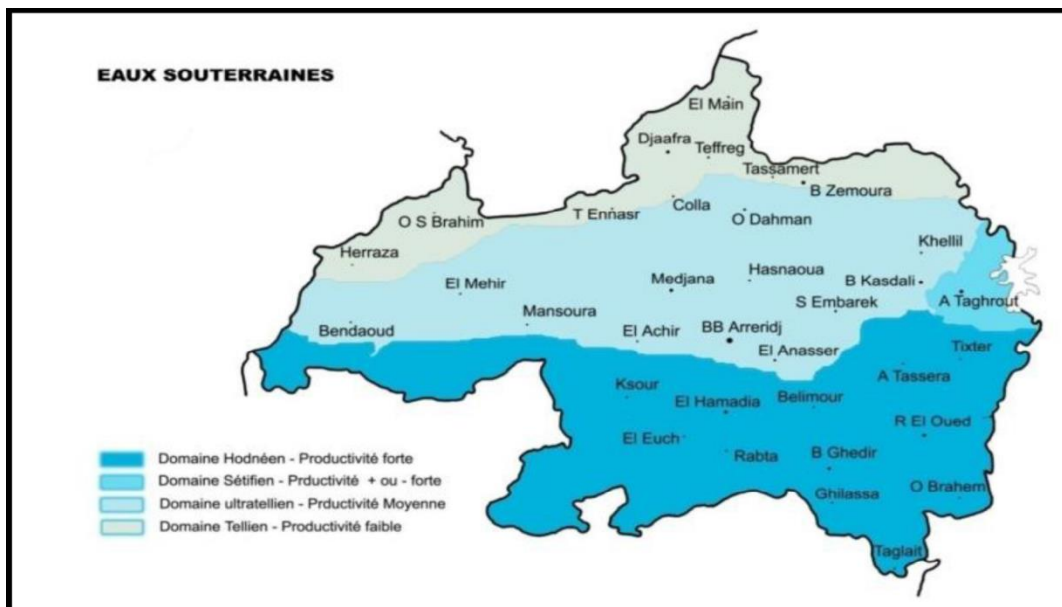 EAUX SOUTERRAINES
El Main
Djaafra
Teffreg
Tassamert
B Zemoura
O S Brahim
T Ennasr
Colla
O Dahman
Herraza
Khellil
El Mehir
Medjana
Hasnaoua
B Kasdali
A Taghrout
S Embarek
Bendaoud
Mansoura
El Achir
BB Arreridj
El Anasser
Tixter
A Tassera
Ksour
El Hamadia
Belimour
R El Oued
El Euch
Rabta
B Ghedir
Ghilassa
O Brahem
Taglait
Domaine Hodnéen - Productivité forte
Domaine Sétifien - Prductivité + ou - forte
Domaine ultratellien - Prductivité Moyenne
Domaine Tellien - Productivité faible